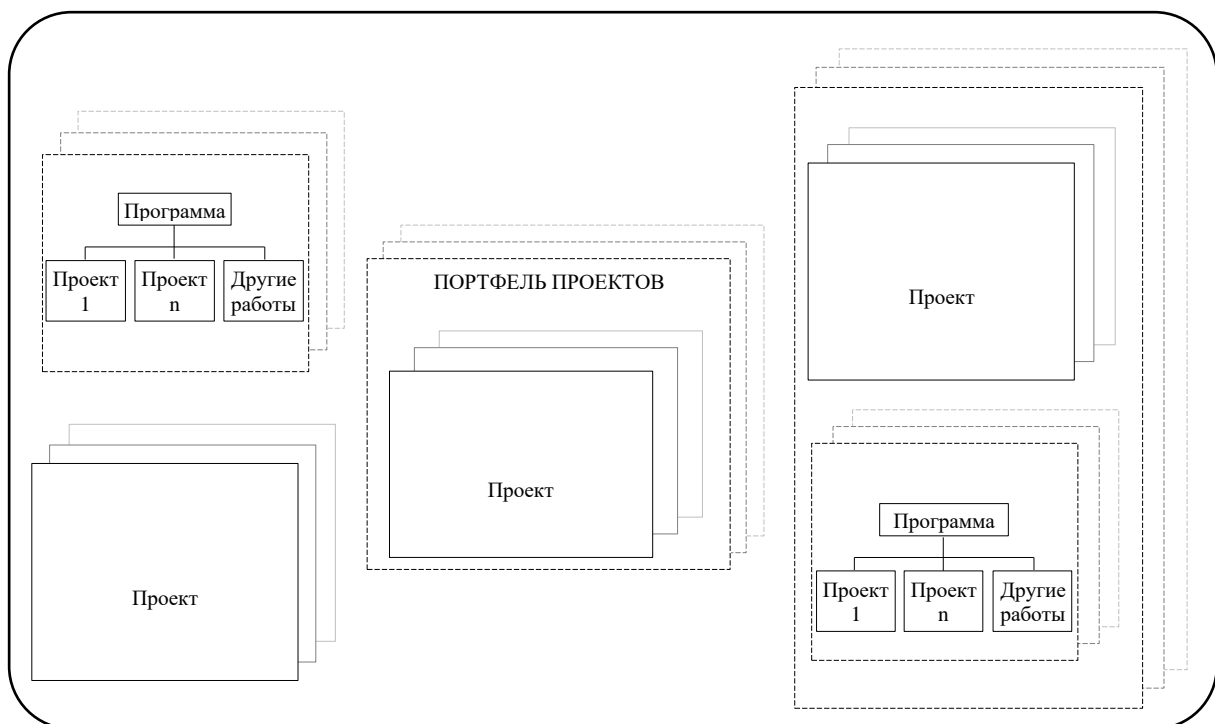 Программа
Проект
1
Проект
n
Другие
работы
Проект
ПОРТФЕЛЬ ПРОЕКТОВ
Проект
Проект
Программа
Проект
1
Проект
n
Другие
работы